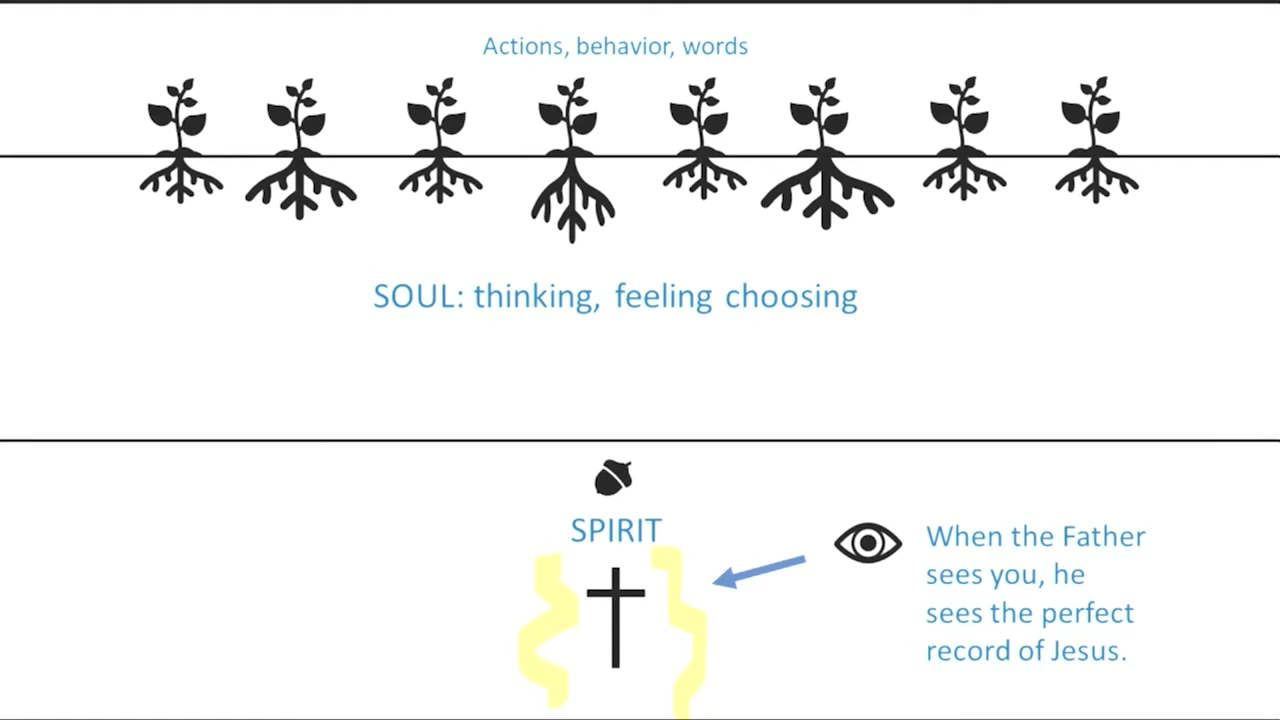 Actions, behavior, words
SOUL: thinking, feeling choosing
SPIRIT
When the Father
sees you, he
sees the perfect
record of Jesus.